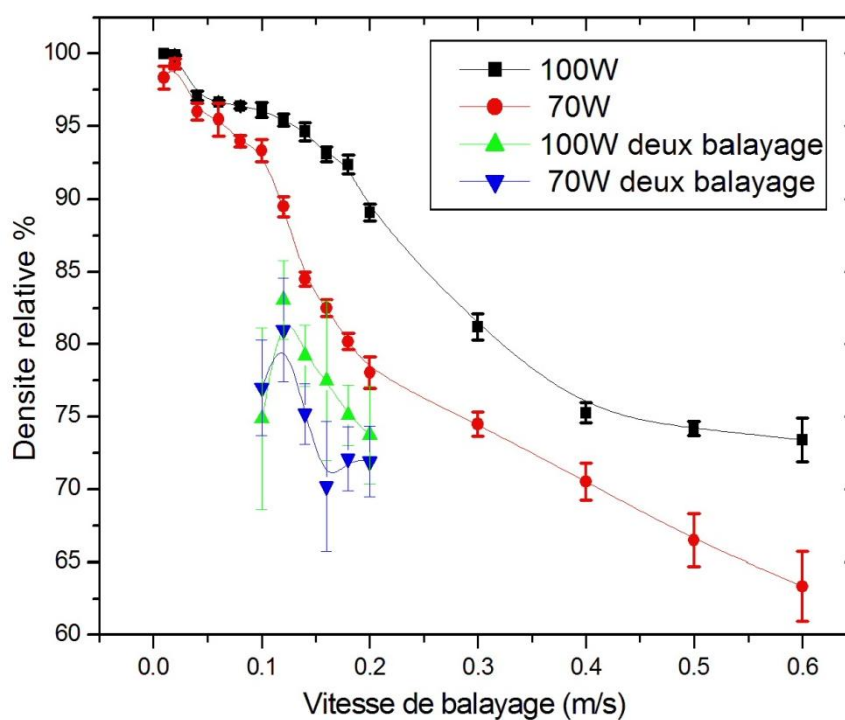 100
95
90
85
80
75
70
65
60
Densite relative %
100W
70W
100W deux balayage
70W deux balayage
0.0 0.1 0.2 0.3 0.4 0.5 0.6
Vitesse de balayage (m/s)